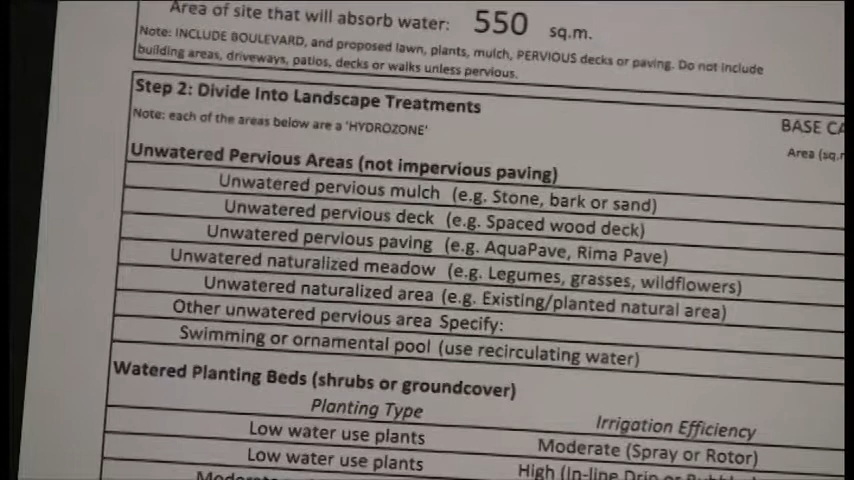 Area of site that will absorb water: 550 sq.m.
Note: INCLUDE BOULEVARD, and proposed lawn, plants, mulch, PERVIOUS decks or paving. Do not include
building areas, driveways, patios, decks or walks unless pervious.
Step 2: Divide Into Landscape Treatments
Note: each of the areas below are a 'HYDROZONE'
BASE CA
Area (sq.
Unwatered Pervious Areas (not impervious paving)
Unwatered pervious mulch (e.g. Stone, bark or sand)
Unwatered pervious deck (e.g. Spaced wood deck)
Unwatered pervious paving (e.g. AquaPave, Rima Pave)
Unwatered naturalized meadow (e.g. Legumes, grasses, wildflowers)
Unwatered naturalized area (e.g. Existing/planted natural area)
Other unwatered pervious area Specify:
Swimming or ornamental pool (use recirculating water)
Watered Planting Beds (shrubs or groundcover)
Planting Type Irrigation Efficiency
Low water use plants Moderate (Spray or Rotor)
Low water use plants High (In-line Drip or